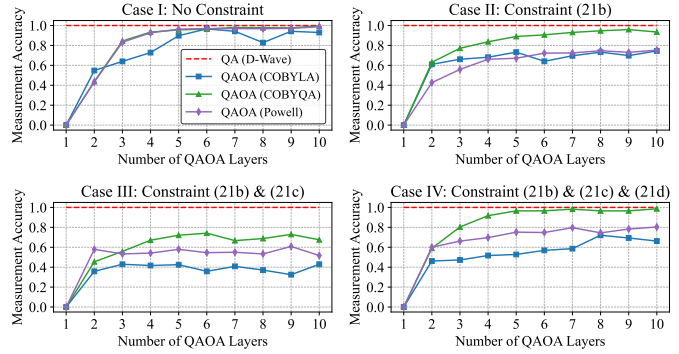 Case I: No Constraint
Measurement Accuracy
1.0
0.8
0.6
0.4
0.2
0.0
QA (D-Wave)
QAOA (COBYLA)
QAOA (COBYQA)
QAOA (Powell)
1 2 3 4 5 6 7 8 9 10
Number of QAOA Layers
Case II: Constraint (21b)
Measurement Accuracy
1.0
0.8
0.6
0.4
0.2
0.0
1 2 3 4 5 6 7 8 9 10
Number of QAOA Layers
Case III: Constraint (21b) & (21c)
Measurement Accuracy
1.0
0.8
0.6
0.4
0.2
0.0
1 2 3 4 5 6 7 8 9 10
Number of QAOA Layers
Case IV: Constraint (21b) & (21c) & (21d)
Measurement Accuracy
1.0
0.8
0.6
0.4
0.2
0.0
1 2 3 4 5 6 7 8 9 10
Number of QAOA Layers